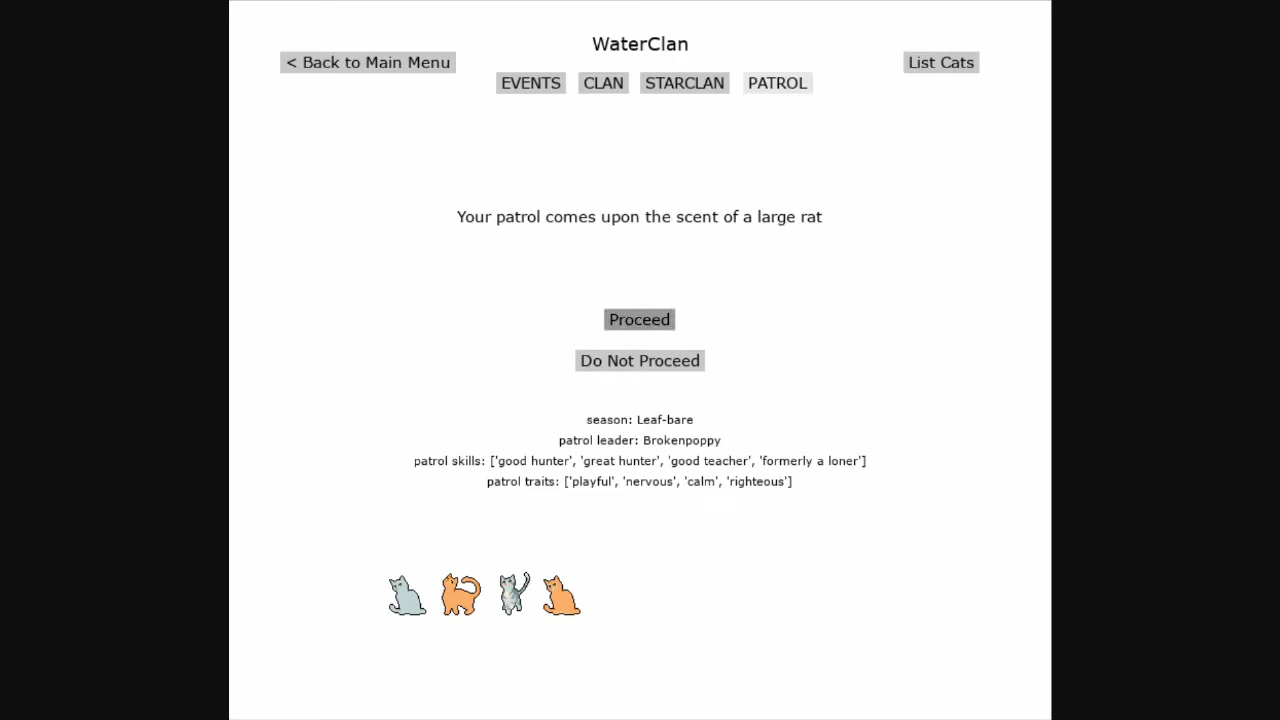 WaterClan
< Back to Main Menu
List Cats
EVENTS CLAN STARCLAN PATROL
Your patrol comes upon the scent of a large rat
Proceed
Do Not Proceed
season: Leaf-bare
patrol leader: Brokenpoppy
patrol skills: ['good hunter', 'great hunter', 'good teacher', 'formerly a loner']
patrol traits: ['playful', 'nervous', 'calm', 'righteous']